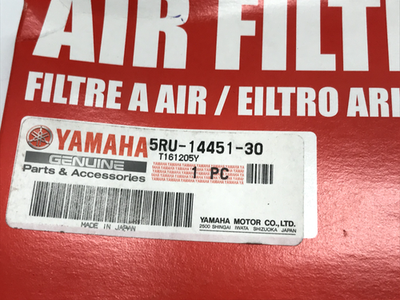 AIR FILTE
FILTRE A AIR / EILTRO ARI
YAMAHA 5RU-14451-30
GENUINE T161205Y
Parts & Accessories 1 PC
MADE IN JAPAN
YAMAHA MOTOR CO.,LTD.
2500 SHINGAI IWATA SHIZUOKA JAPAN